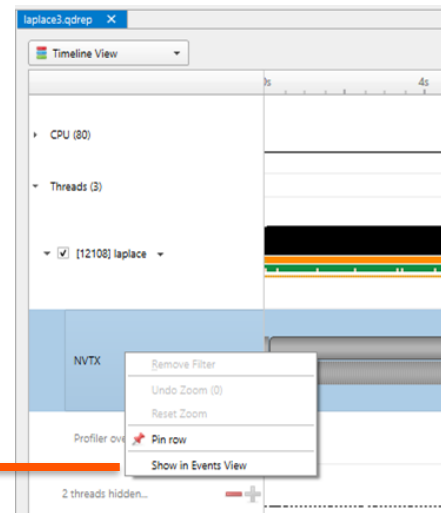 laplace3.qdrep ✕
Timeline View
0s 4s
CPU (80)
Threads (3)
[12108] laplace
NVTX
Remove Filter
Undo Zoom (0)
Reset Zoom
Profiler ove
Pin row
Show in Events View
2 threads hidden...